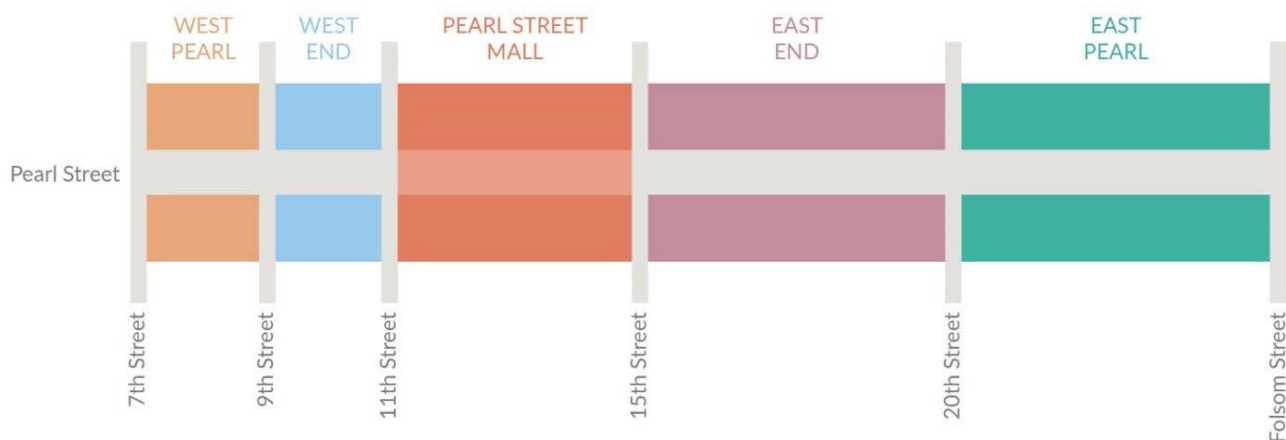 WEST
PEARL
WEST
END
PEARL STREET
MALL
EAST
END
EAST
PEARL
Pearl Street
7th Street
9th Street
11th Street
15th Street
20th Street
Folsom Street